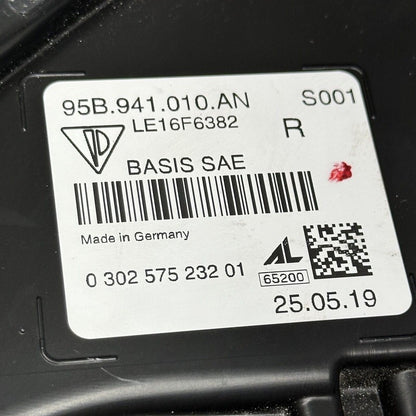 95B.941.010.AN S001
LE16F6382 R
BASIS SAE
Made in Germany
0 302 575 232 01
AL
65200
25.05.19